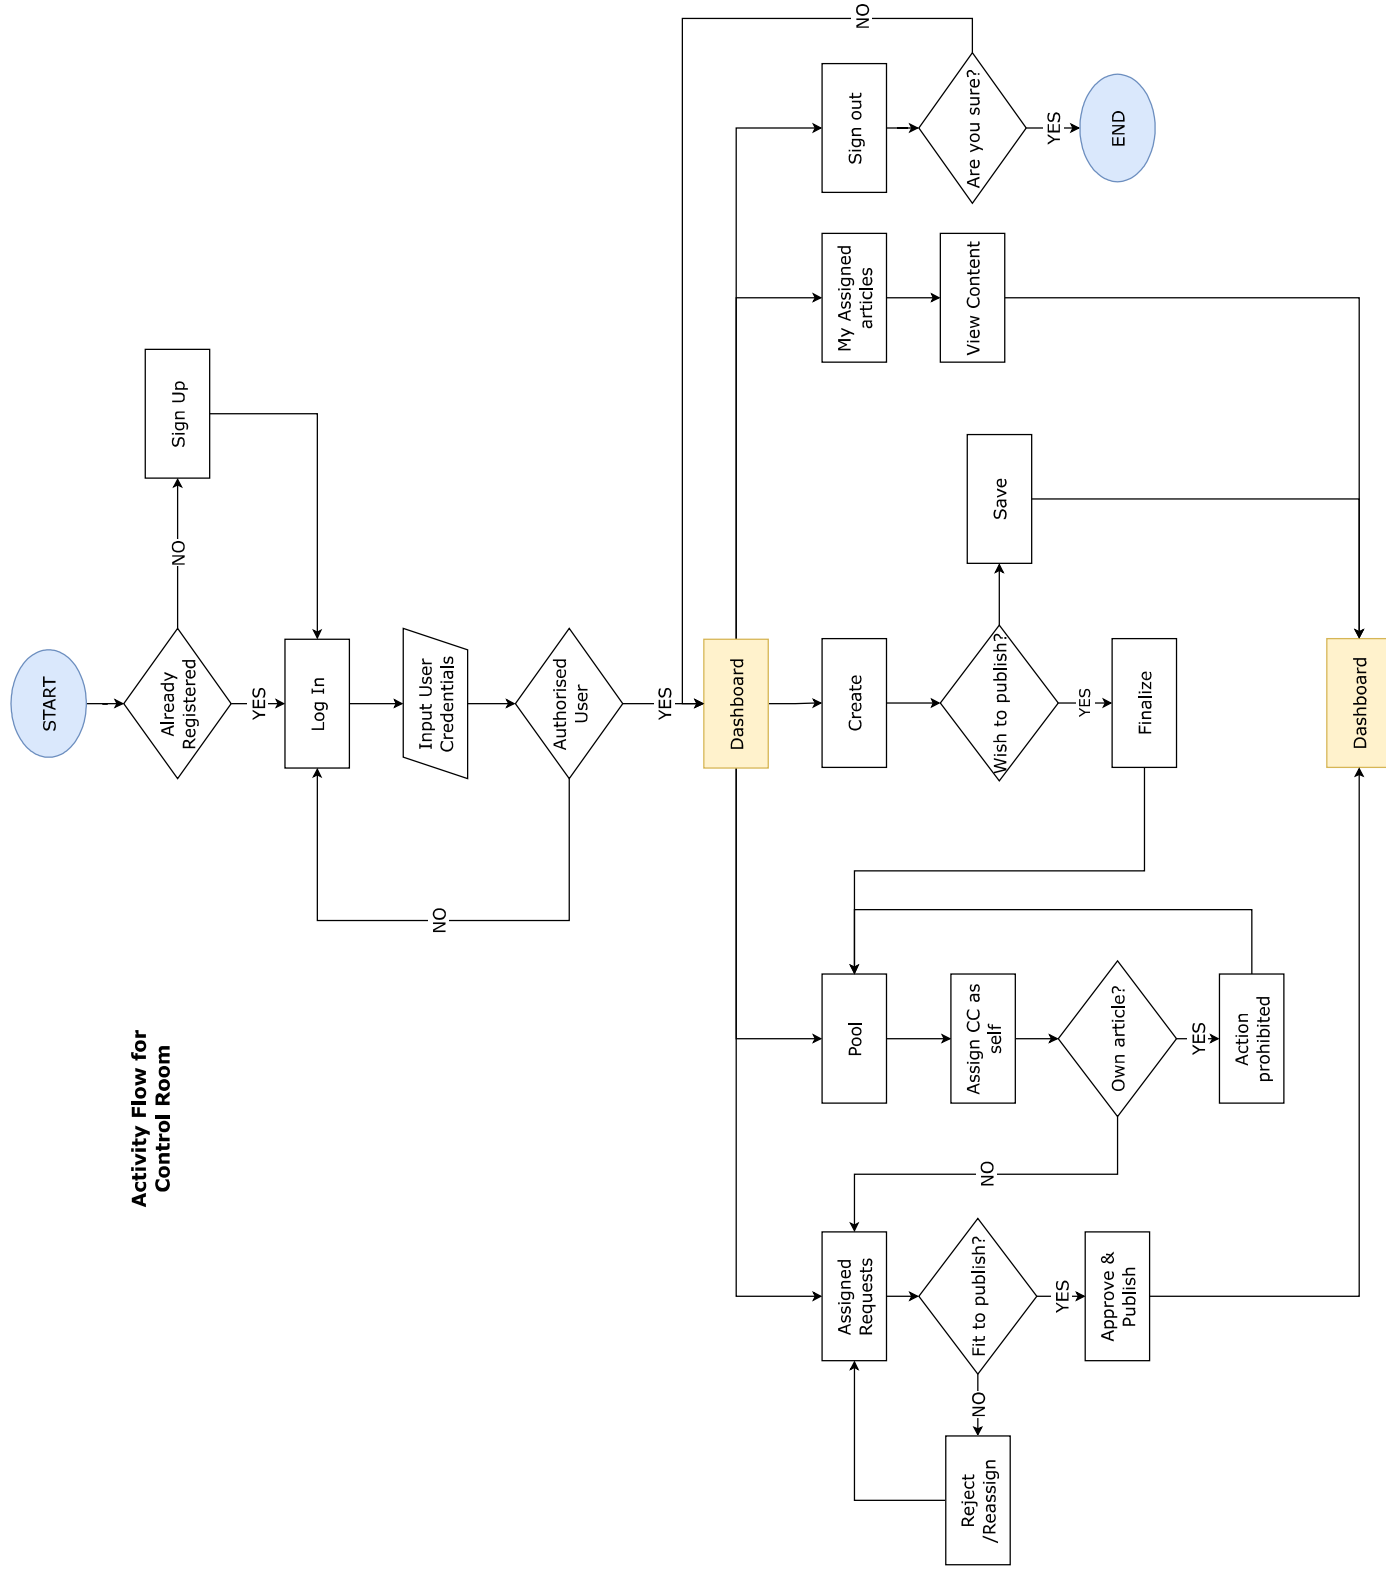 Activity Flow for
Control Room
START
Already
Registered
NO
Sign Up
YES
Log In
Input User
Credentials
Authorised
User
NO
YES
Dashboard
Assigned
Requests
Pool
Create
My Assigned
articles
Sign out
NO
Fit to publish?
NO
Reject
/Reassign
YES
Approve &
Publish
NO
Assign CC as
self
Own article?
YES
Action
prohibited
Wish to publish?
Save
YES
Finalize
View Content
Are you sure?
YES
END
Dashboard